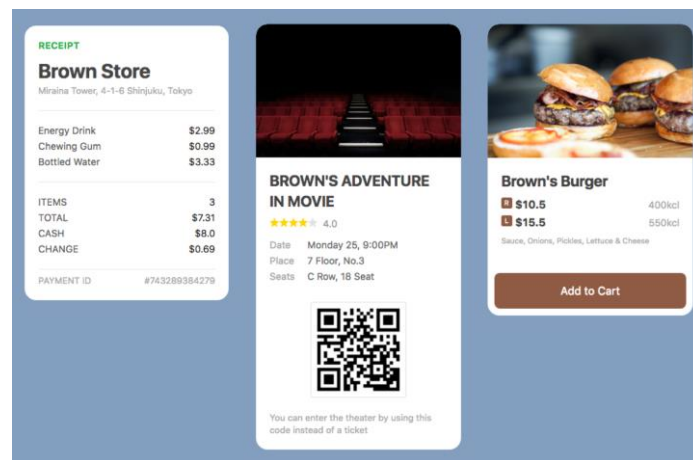 RECEIPT
Brown Store
Miraina Tower, 4-1-6 Shinjuku, Tokyo
Energy Drink $2.99
Chewing Gum $0.99
Bottled Water $3.33
ITEMS 3
TOTAL $7.31
CASH $8.0
CHANGE $0.69
PAYMENT ID #743289384279
BROWN'S ADVENTURE
IN MOVIE
4.0
Date Monday 25, 9:00PM
Place 7 Floor, No.3
Seats C Row, 18 Seat
You can enter the theater by using this
code instead of a ticket
Brown's Burger
R $10.5 400kcl
L $15.5 550kcl
Sauce, Onions, Pickles, Lettuce & Cheese
Add to Cart